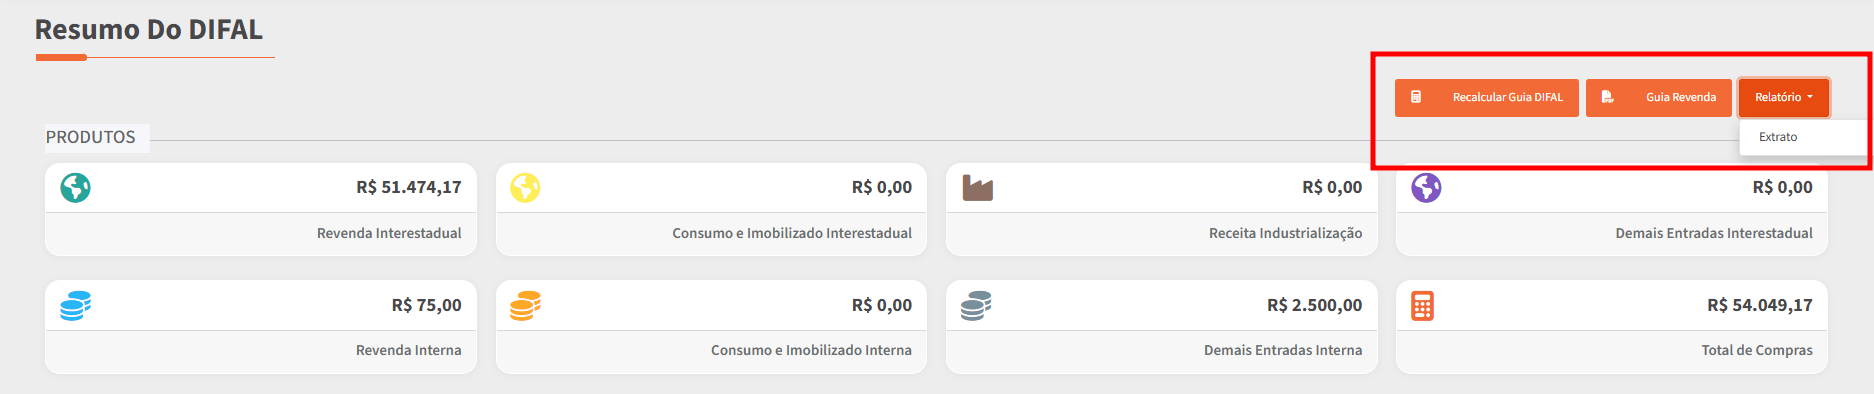 Resumo Do DIFAL
Recalcular Guia DIFAL
Guia Revenda
Relatório
Extrato
PRODUTOS
R$ 51.474,17
Revenda Interestadual
R$ 0,00
Consumo e Imobilizado Interestadual
R$ 0,00
Receita Industrialização
R$ 0,00
Demais Entradas Interestadual
R$ 75,00
Revenda Interna
R$ 0,00
Consumo e Imobilizado Interna
R$ 2.500,00
Demais Entradas Interna
R$ 54.049,17
Total de Compras